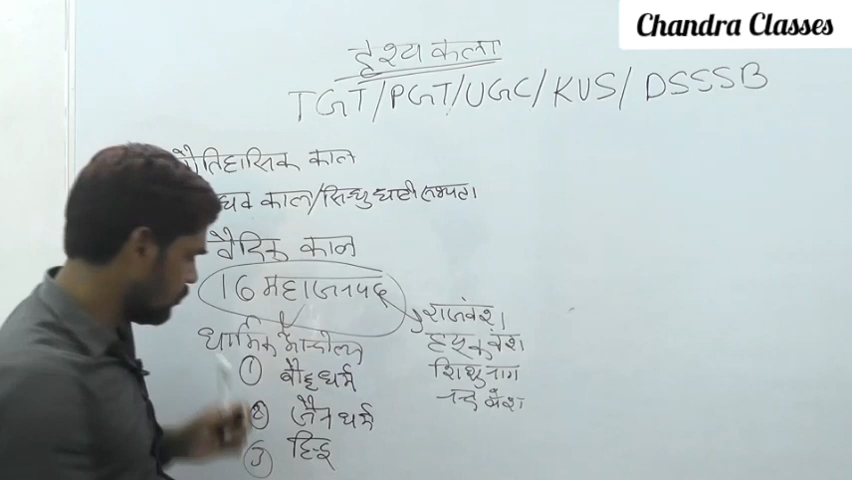 Chandra Classes
दृश्य कला
TGT/PGT/UGC/KVS/DSSSB
काल
काल/सिन्धु घाटी सभ्यता
वैदिक काल
16 महाजनपद
राजवंश
धार्मिक आन्दोलन
हर्यक वंश
① बौद्ध धर्म
शिशुनाग
② जैन धर्म
नन्द वंश
③ हिन्दू